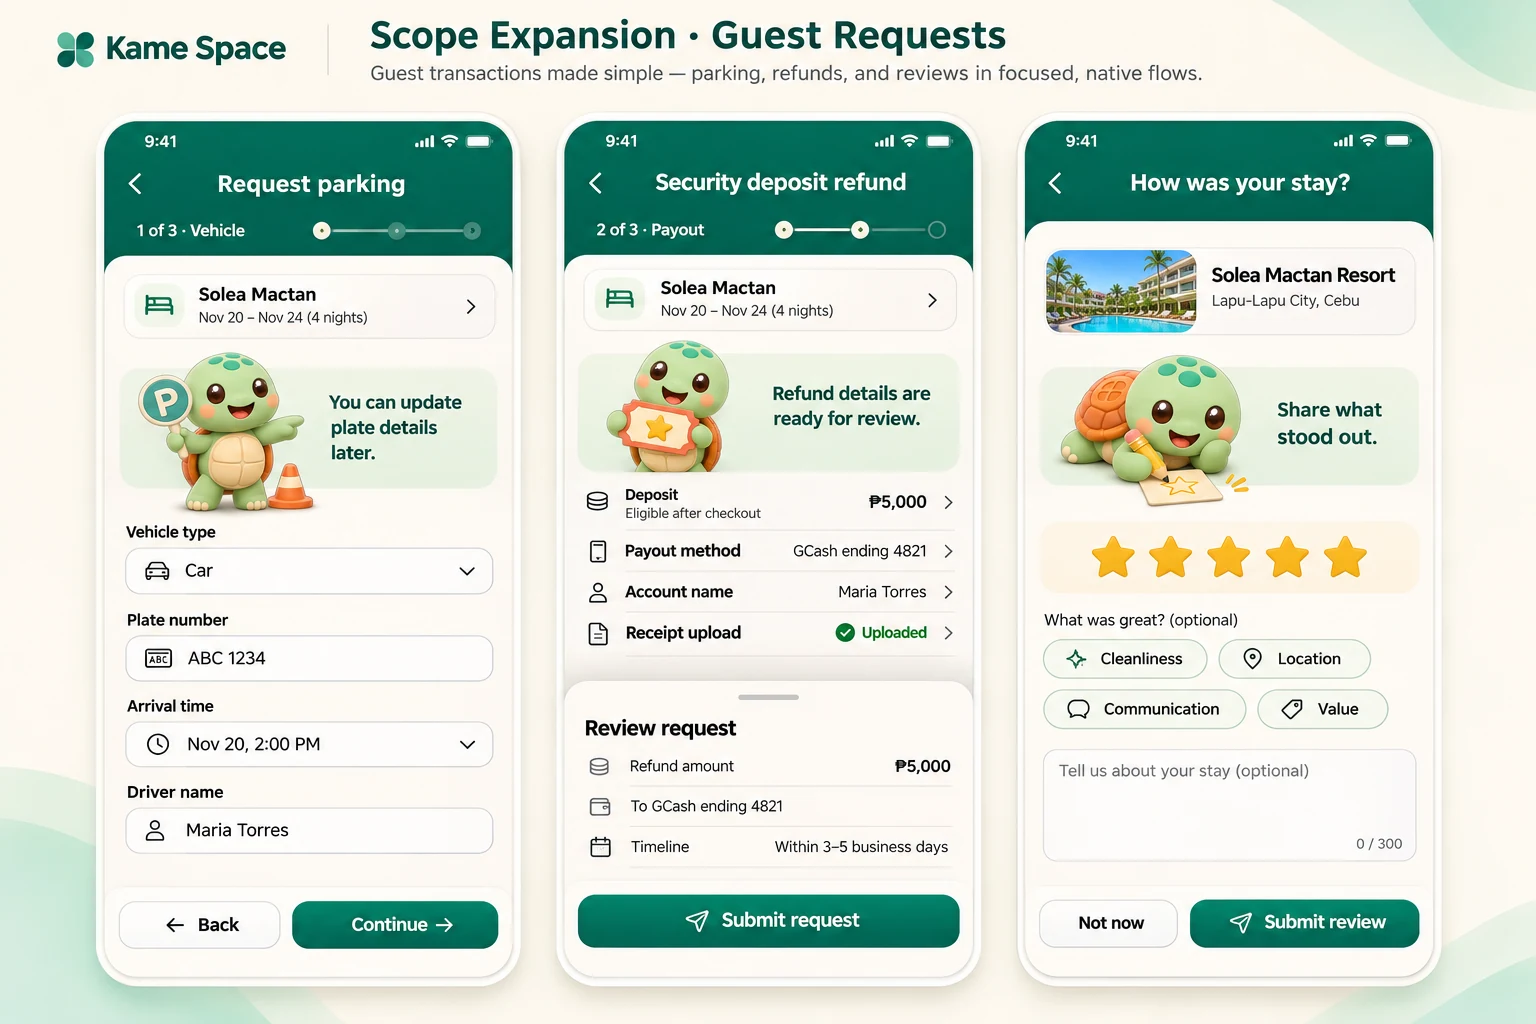 Kame Space
Scope Expansion · Guest Requests
Guest transactions made simple — parking, refunds, and reviews in focused, native flows.
9:41
Request parking
1 of 3 · Vehicle
Solea Mactan
Nov 20 – Nov 24 (4 nights)
P
You can update
plate details
later.
Vehicle type
Car
Plate number
ABC
ABC 1234
Arrival time
Nov 20, 2:00 PM
Driver name
Maria Torres
← Back
Continue →
9:41
Security deposit refund
2 of 3 · Payout
Solea Mactan
Nov 20 – Nov 24 (4 nights)
Refund details are
ready for review.
Deposit
Eligible after checkout
₱5,000
Payout method
GCash ending 4821
Account name
Maria Torres
Receipt upload
Uploaded
Review request
Refund amount
₱5,000
To GCash ending 4821
Timeline
Within 3–5 business days
Submit request
9:41
How was your stay?
Solea Mactan Resort
Lapu-Lapu City, Cebu
Share what
stood out.
What was great? (optional)
Cleanliness
Location
Communication
Value
Tell us about your stay (optional)
0 / 300
Not now
Submit review